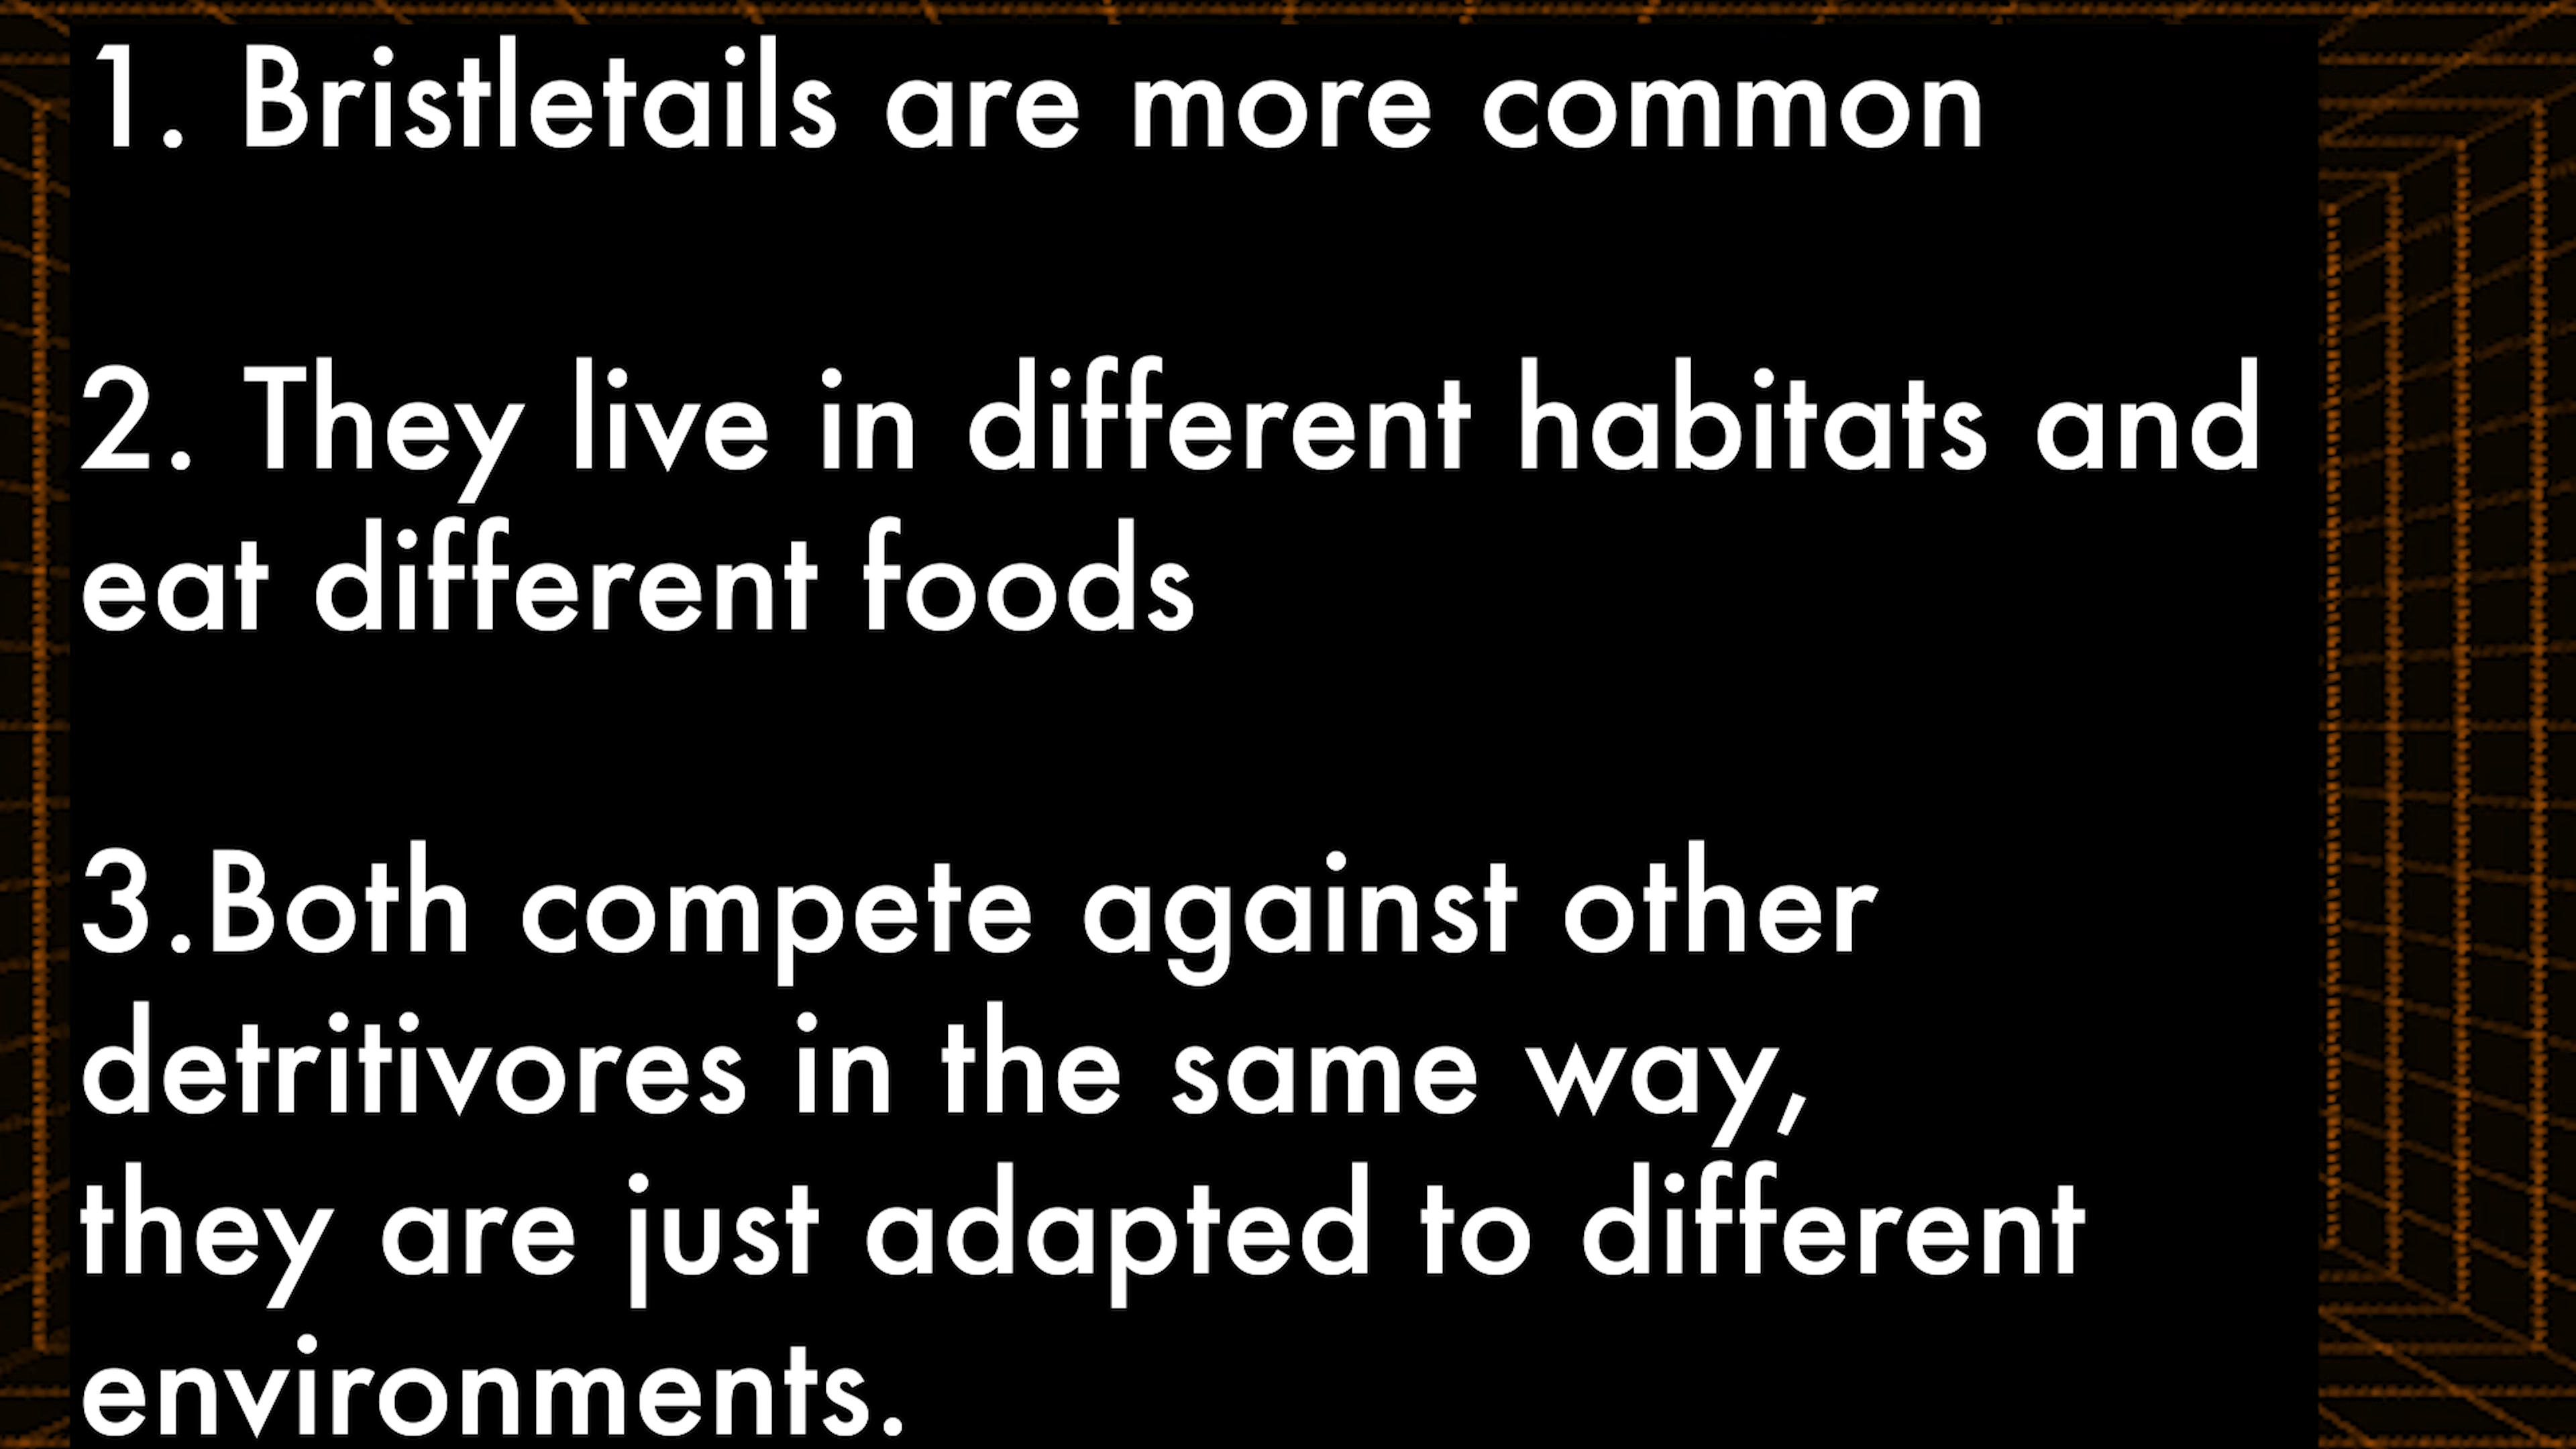 1. Bristletails are more common
2. They live in different habitats and
eat different foods
3.Both compete against other
detritivores in the same way,
they are just adapted to different
environments.